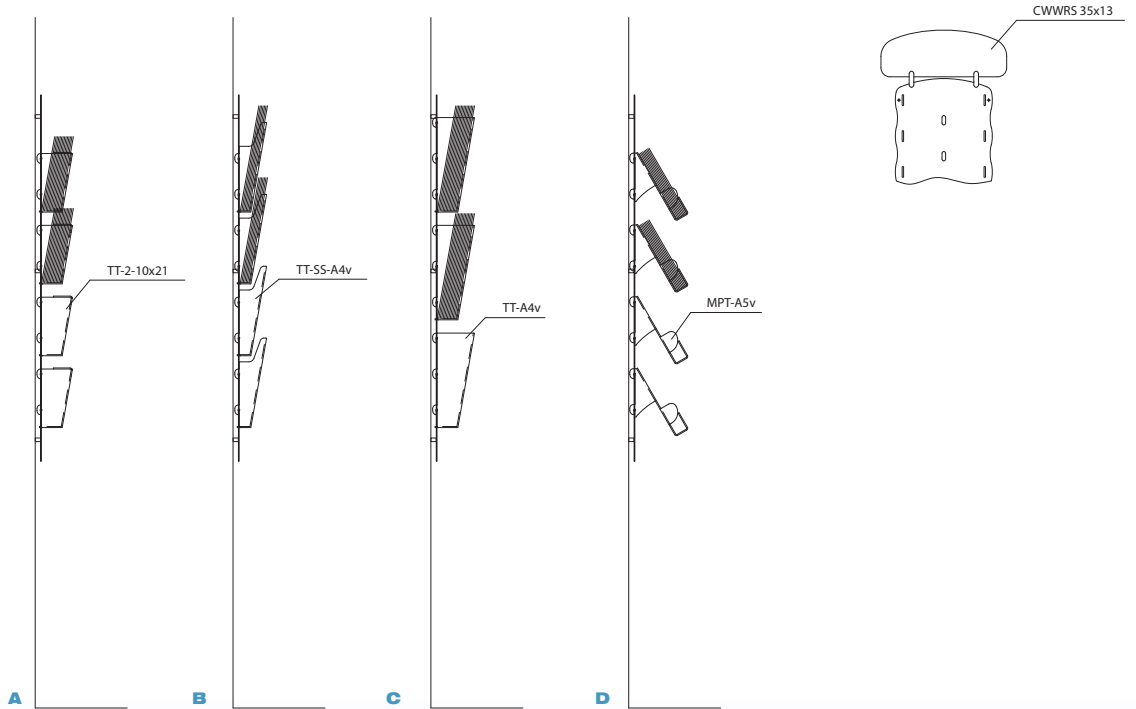 CWWRS 35x13
TT-2-10x21
TT-SS-A4v
TT-A4v
MPT-A5v
A
B
C
D